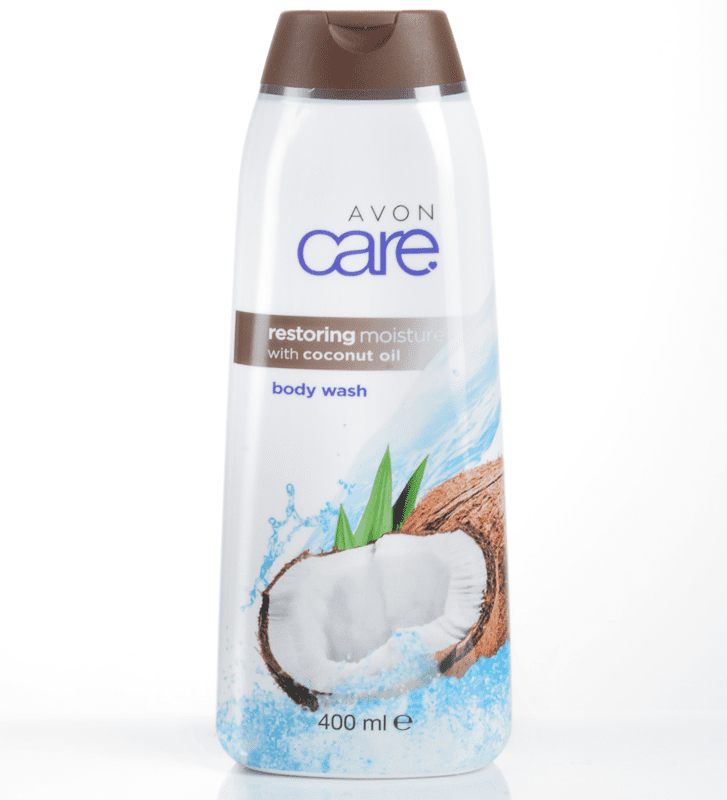 AVON
care
restoring moisture
with coconut oil
body wash
400 ml ℮